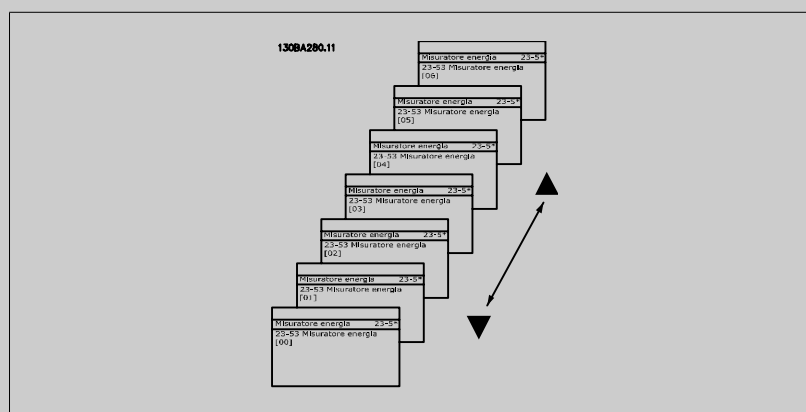 130BA280.11
Misuratore energia 23-5*
23-53 Misuratore energia
[06]
Misuratore energia 23-5*
23-53 Misuratore energia
[05]
Misuratore energia 23-5*
23-53 Misuratore energia
[04]
Misuratore energia 23-5*
23-53 Misuratore energia
[03]
Misuratore energia 23-5*
23-53 Misuratore energia
[02]
Misuratore energia 23-5*
23-53 Misuratore energia
[01]
Misuratore energia 23-5*
23-53 Misuratore energia
[00]